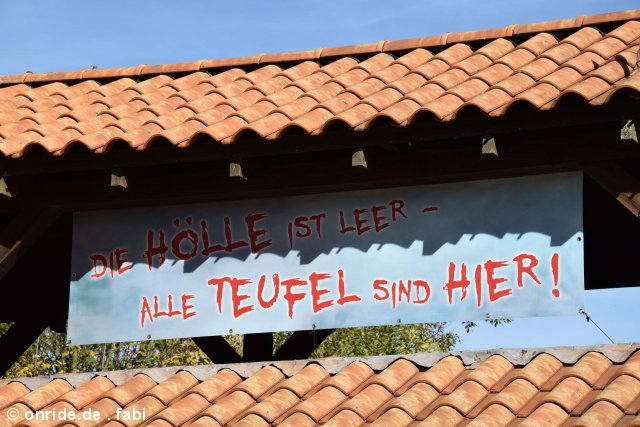 DIE HÖLLE IST LEER –
ALLE TEUFEL SIND HIER!
© onride.de . fabi